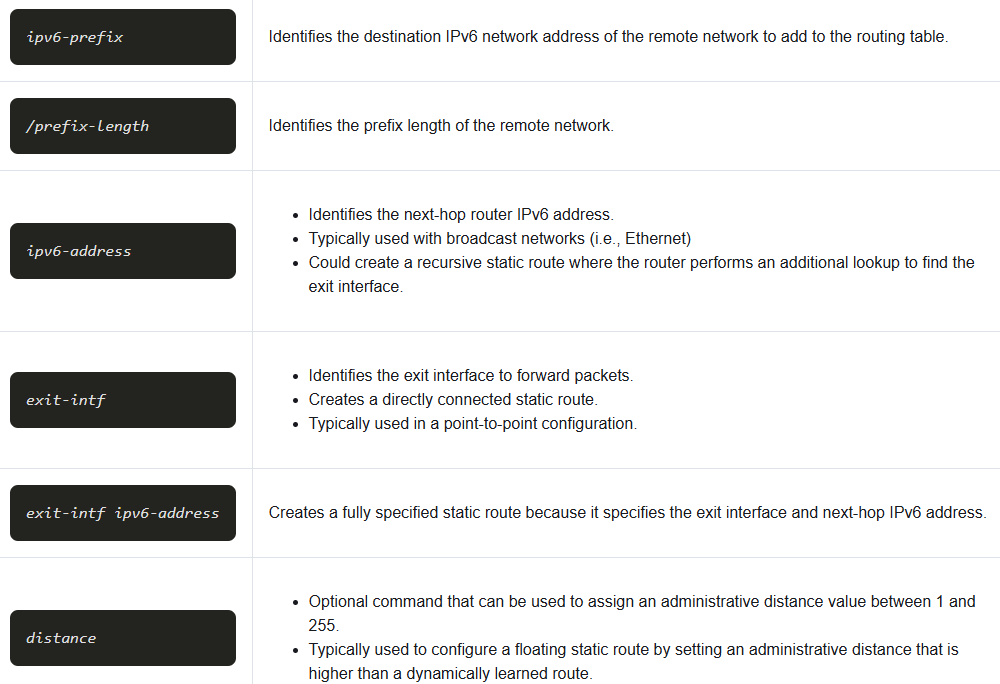 ipv6-prefix
Identifies the destination IPv6 network address of the remote network to add to the routing table.
/prefix-length
Identifies the prefix length of the remote network.
ipv6-address
• Identifies the next-hop router IPv6 address.
• Typically used with broadcast networks (i.e., Ethernet)
• Could create a recursive static route where the router performs an additional lookup to find the
exit interface.
exit-intf
• Identifies the exit interface to forward packets.
• Creates a directly connected static route.
• Typically used in a point-to-point configuration.
exit-intf ipv6-address
Creates a fully specified static route because it specifies the exit interface and next-hop IPv6 address.
distance
• Optional command that can be used to assign an administrative distance value between 1 and
255.
• Typically used to configure a floating static route by setting an administrative distance that is
higher than a dynamically learned route.